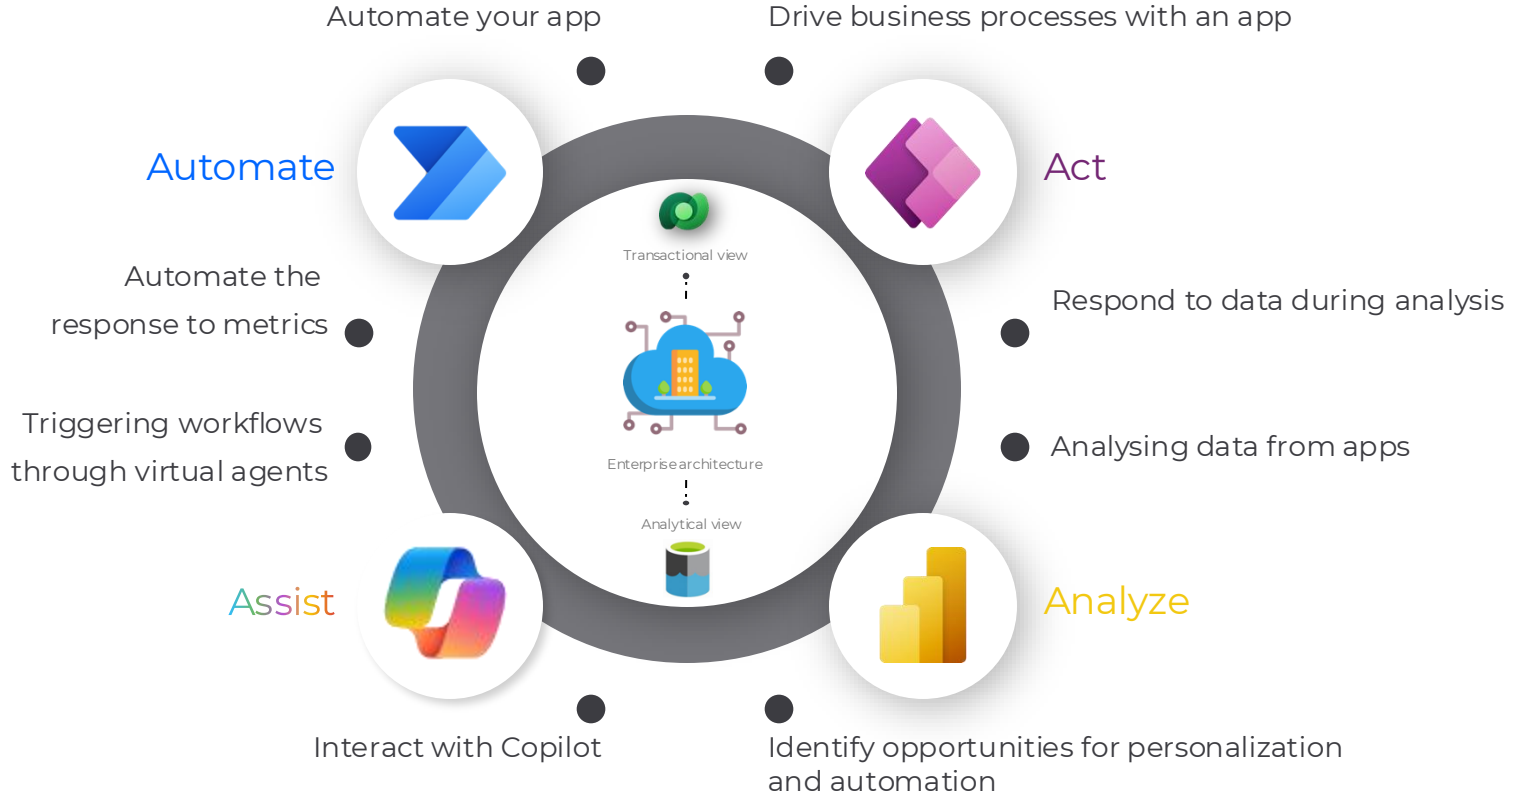 Automate your app
Drive business processes with an app
Automate
Act
Transactional view
Automate the
response to metrics
Respond to data during analysis
Triggering workflows
through virtual agents
Analysing data from apps
Enterprise architecture
Analytical view
Assist
Analyze
Interact with Copilot
Identify opportunities for personalization
and automation